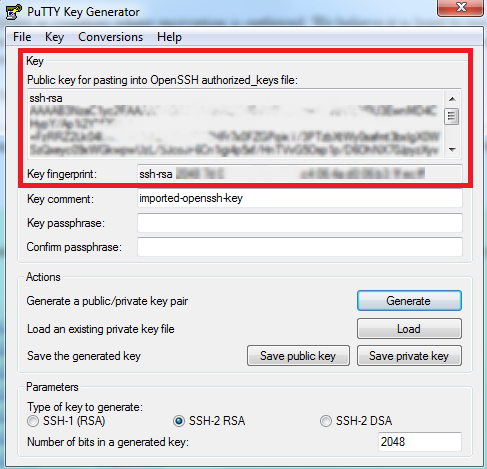 PuTTY Key Generator
File Key Conversions Help
Key
Public key for pasting into OpenSSH authorized_keys file:
ssh-rsa
Key fingerprint: ssh-rsa 2048
Key comment: imported-openssh-key
Key passphrase:
Confirm passphrase:
Actions
Generate a public/private key pair Generate
Load an existing private key file Load
Save the generated key Save public key Save private key
Parameters
Type of key to generate:
SSH-1 (RSA) SSH-2 RSA SSH-2 DSA
Number of bits in a generated key: 2048